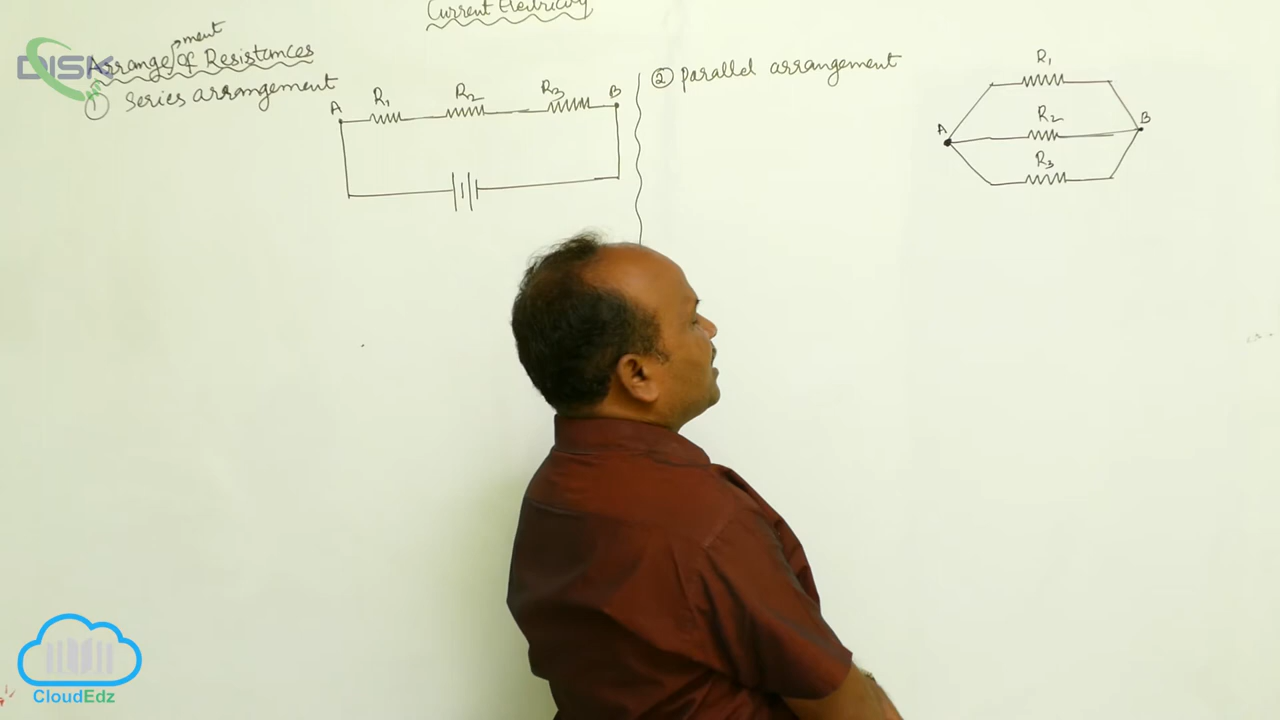 Current Electricity
Arrangement of Resistances
① Series arrangement
A R1 R2 R3 B
② parallel arrangement
R1
A R2 B
R3
DISK
CloudEdz